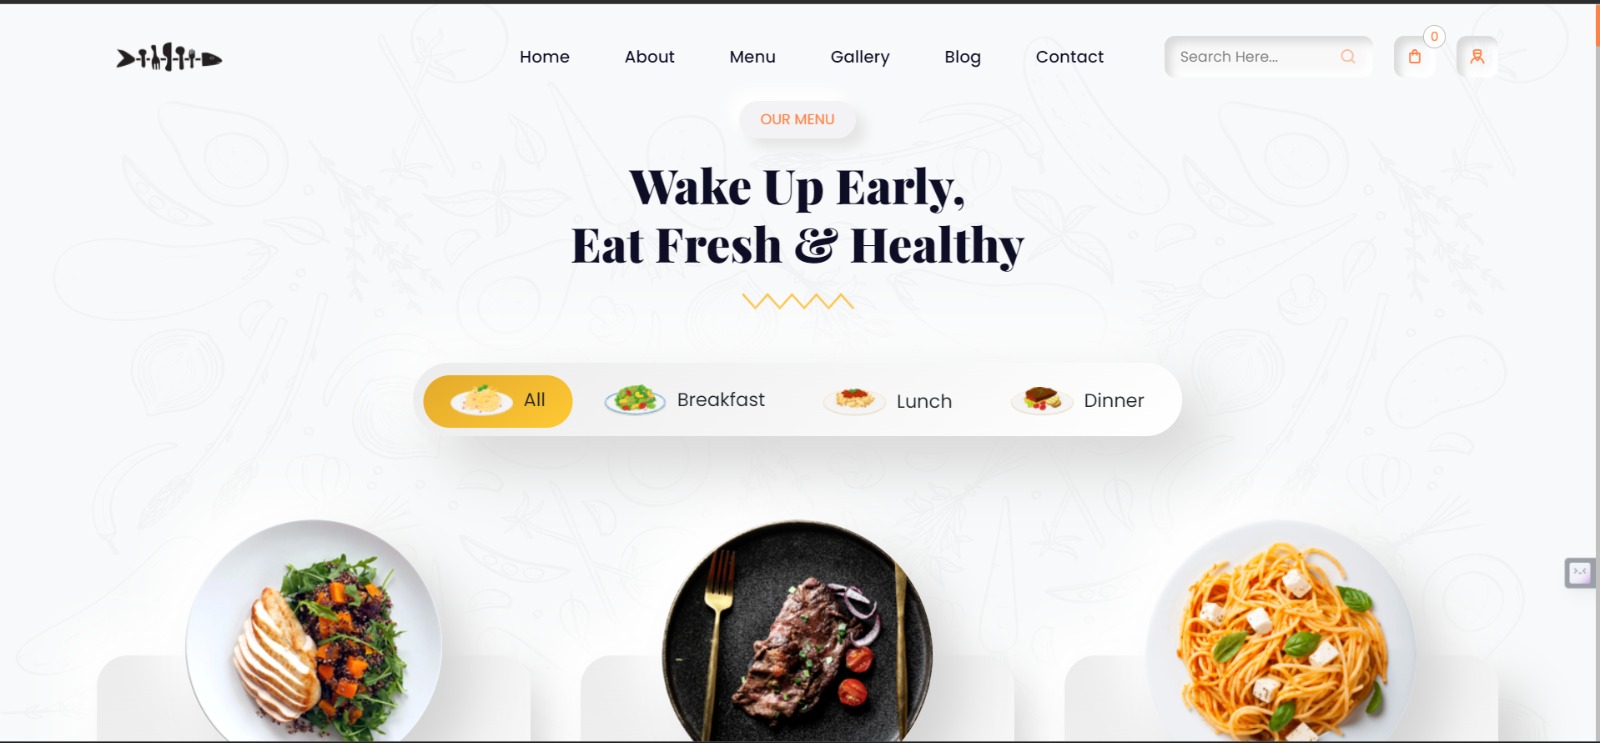 Home About Menu Gallery Blog Contact Search Here... 0
OUR MENU
Wake Up Early,
Eat Fresh & Healthy
All Breakfast Lunch Dinner